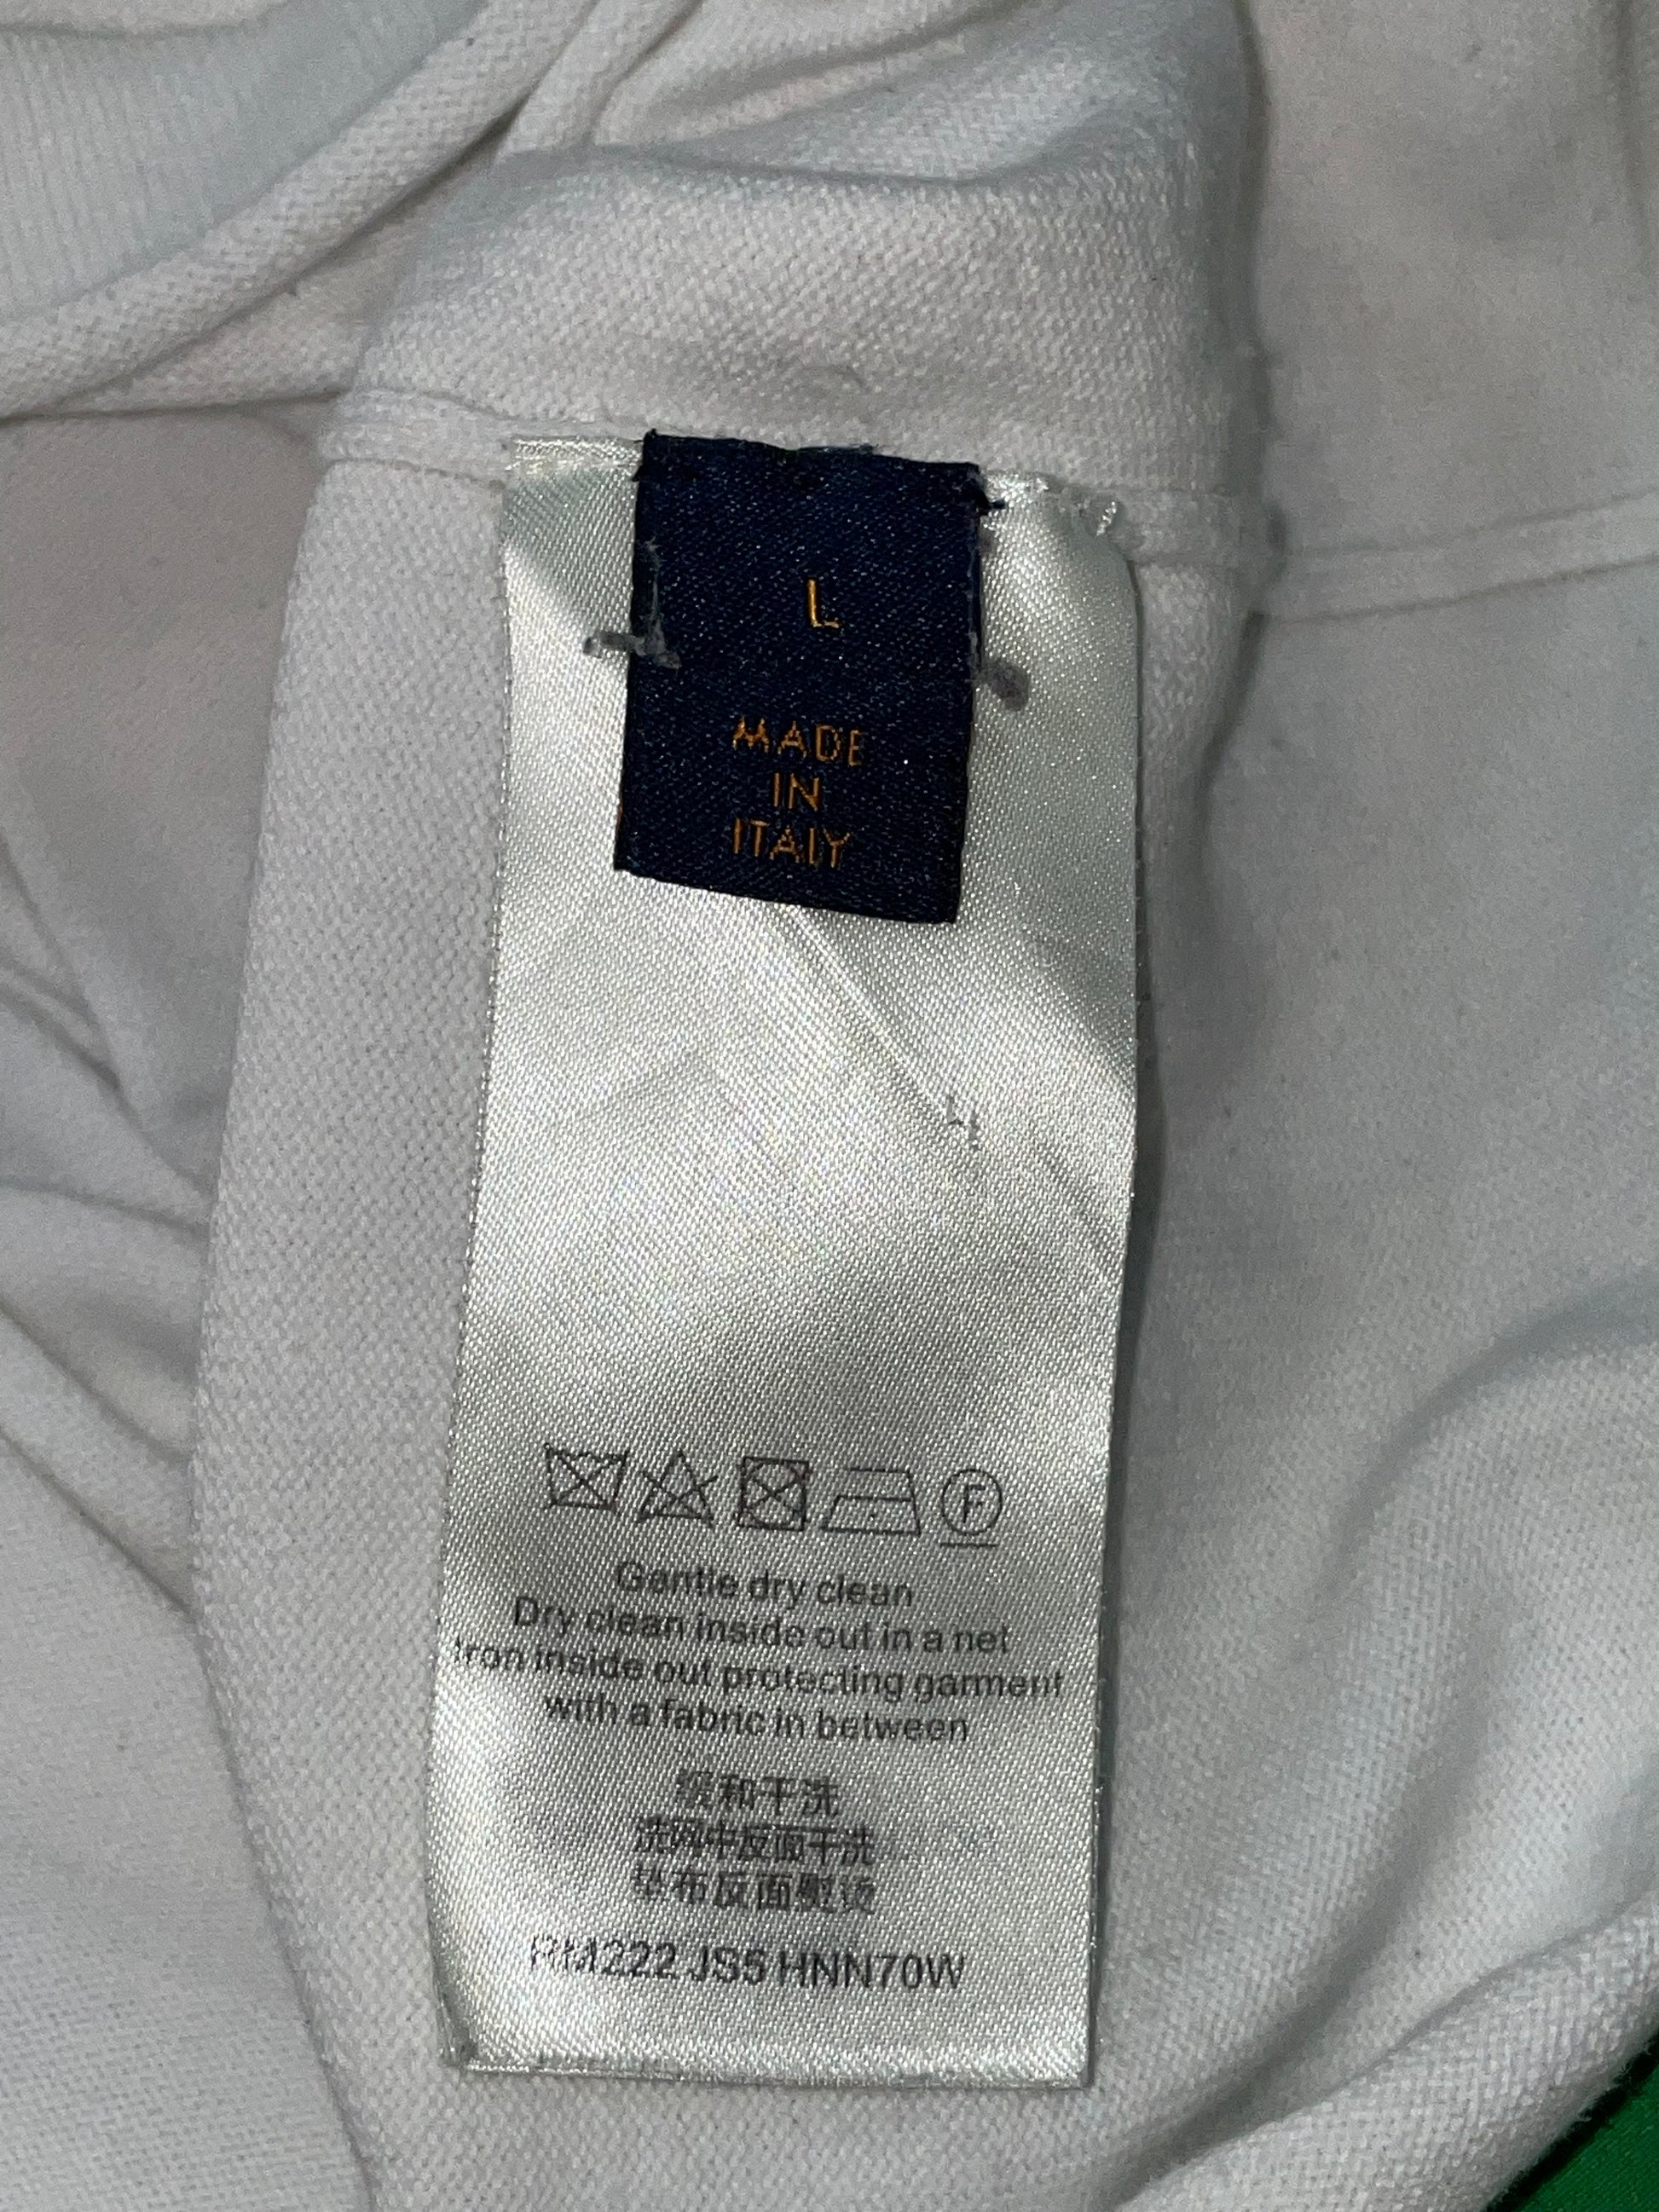 L
MADE
IN
ITALY
4
F
Gentle dry clean
Dry clean inside out in a net
Iron inside out protecting garment
with a fabric in between
缓和干洗
洗网中反面干洗
垫布反面熨烫
RM222 JS5 HNN70W